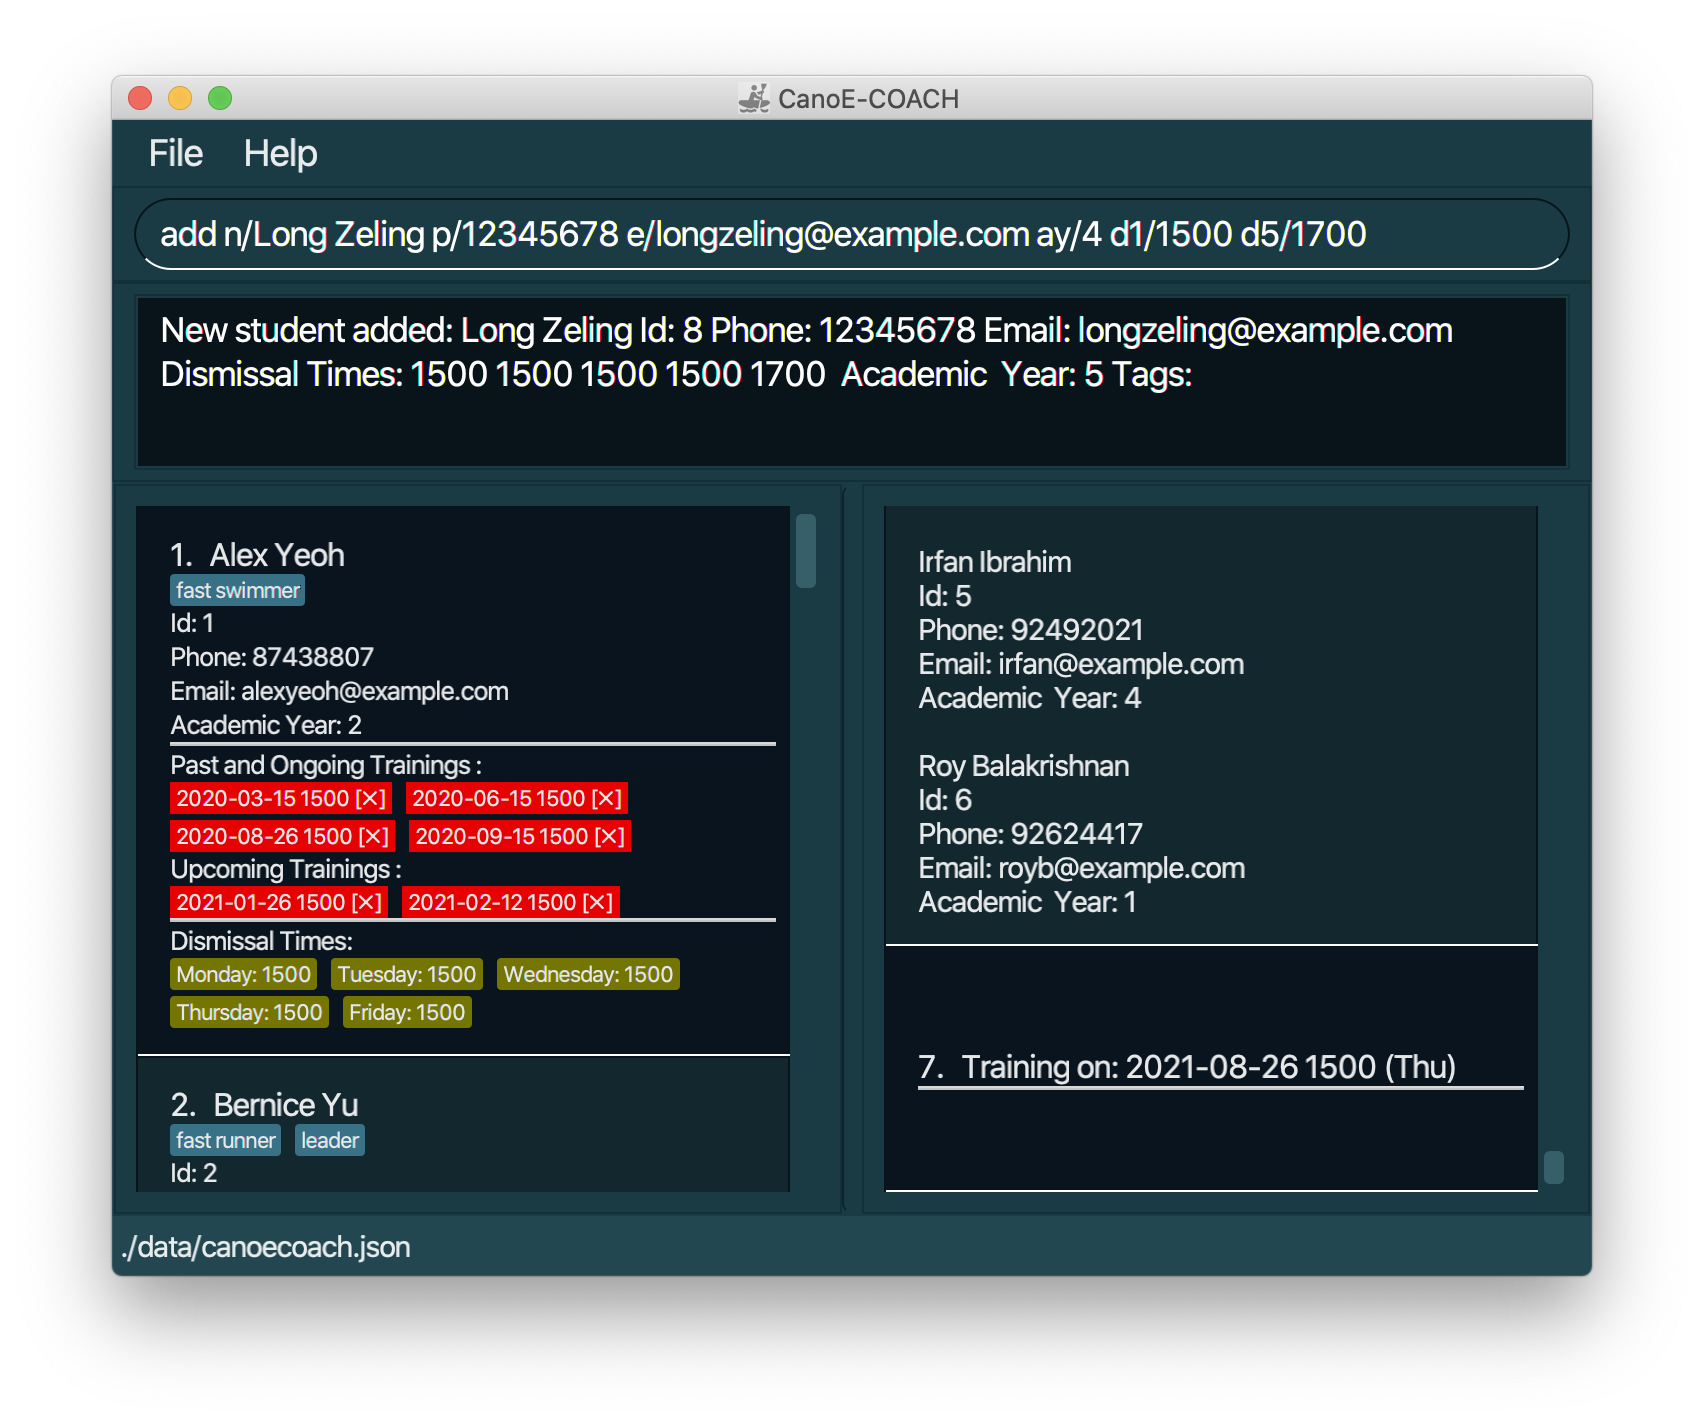 CanoE-COACH
File Help
add n/Long Zeling p/12345678 e/longzeling@example.com ay/4 d1/1500 d5/1700
New student added: Long Zeling Id: 8 Phone: 12345678 Email: longzeling@example.com
Dismissal Times: 1500 1500 1500 1500 1700 Academic Year: 5 Tags:
1. Alex Yeoh
fast swimmer
Id: 1
Phone: 87438807
Email: alexyeoh@example.com
Academic Year: 2
Past and Ongoing Trainings :
2020-03-15 1500 [✕] 2020-06-15 1500 [✕]
2020-08-26 1500 [✕] 2020-09-15 1500 [✕]
Upcoming Trainings :
2021-01-26 1500 [✕] 2021-02-12 1500 [✕]
Dismissal Times:
Monday: 1500 Tuesday: 1500 Wednesday: 1500
Thursday: 1500 Friday: 1500
2. Bernice Yu
fast runner leader
Id: 2
Irfan Ibrahim
Id: 5
Phone: 92492021
Email: irfan@example.com
Academic Year: 4
Roy Balakrishnan
Id: 6
Phone: 92624417
Email: royb@example.com
Academic Year: 1
7. Training on: 2021-08-26 1500 (Thu)
./data/canoecoach.json